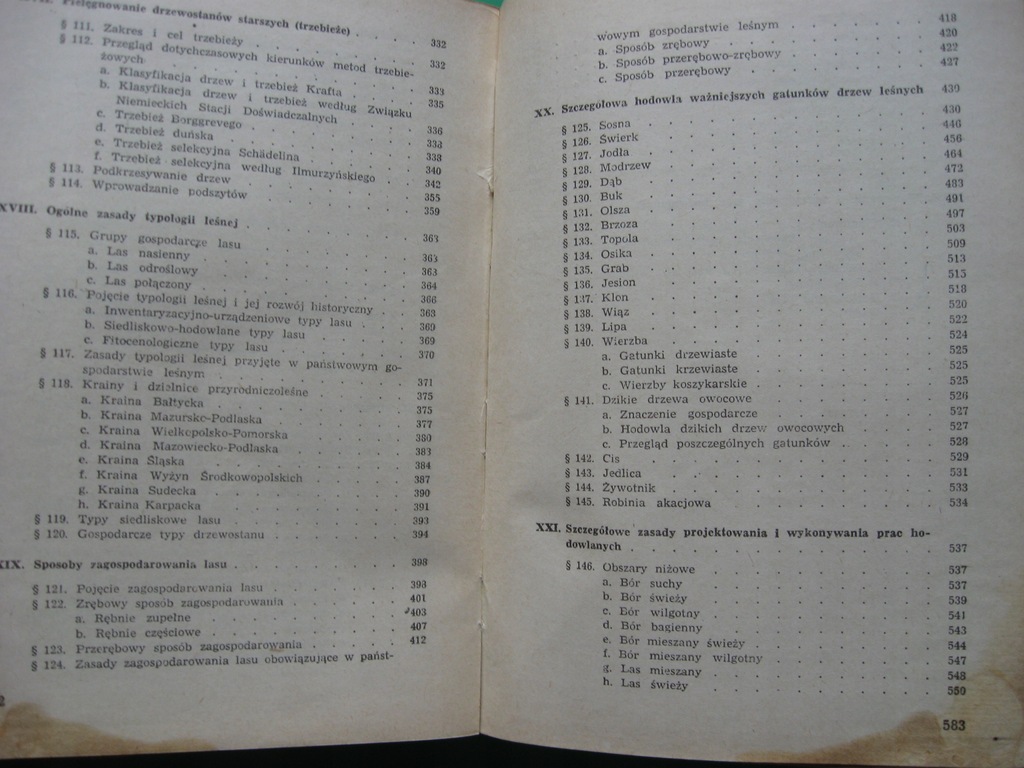 Pielęgnowanie drzewostanów starszych (trzebieże) . . . . 332
§ 111. Zakres i cel trzebieży . . . . 332
§ 112. Przegląd dotychczasowych kierunków metod trzebie-
żowych . . . . 333
a. Klasyfikacja drzew i trzebież Krafta . . . . 335
b. Klasyfikacja drzew i trzebież według Związku
Niemieckich Stacji Doświadczalnych . . . . 336
c. Trzebież Borggrevego . . . . 338
d. Trzebież duńska . . . . 338
e. Trzebież selekcyjna Schädelina . . . . 340
f. Trzebież selekcyjna według Ilmurzyńskiego . . 342
§ 113. Podkrzesywanie drzew . . . . 355
§ 114. Wprowadzanie podszytów . . . . 359
XVIII. Ogólne zasady typologii leśnej . . . . 363
§ 115. Grupy gospodarcze lasu . . . . 363
a. Las nasienny . . . . 363
b. Las odroślowy . . . . 364
c. Las połączony . . . . 366
§ 116. Pojęcie typologii leśnej i jej rozwój historyczny . . 368
a. Inwentaryzacyjno-urządzeniowe typy lasu . . 369
b. Siedliskowo-hodowlane typy lasu . . . . 369
c. Fitocenologiczne typy lasu . . . . 370
§ 117. Zasady typologii leśnej przyjęte w państwowym go-
spodarstwie leśnym . . . . 371
§ 118. Krainy i dzielnice przyrodniczoleśne . . . . 375
a. Kraina Bałtycka . . . . 375
b. Kraina Mazursko-Podlaska . . . . 377
c. Kraina Wielkopolsko-Pomorska . . . . 380
d. Kraina Mazowiecko-Podlaska . . . . 383
e. Kraina Śląska . . . . 384
f. Kraina Wyżyn Środkowopolskich . . . . 387
g. Kraina Sudecka . . . . 390
h. Kraina Karpacka . . . . 391
§ 119. Typy siedliskowe lasu . . . . 393
§ 120. Gospodarcze typy drzewostanu . . . . 394
XIX. Sposoby zagospodarowania lasu . . . . 398
§ 121. Pojęcie zagospodarowania lasu . . . . 398
§ 122. Zrębowy sposób zagospodarowania . . . . 401
a. Rębnie zupełne . . . . 403
b. Rębnie częściowe . . . . 407
§ 123. Przerębowy sposób zagospodarowania . . . . 412
§ 124. Zasady zagospodarowania lasu obowiązujące w państ-
wowym gospodarstwie leśnym . . . . 418
a. Sposób zrębowy . . . . 420
b. Sposób przerębowo-zrębowy . . . . 422
c. Sposób przerębowy . . . . 427
XX. Szczegółowa hodowla ważniejszych gatunków drzew leśnych 430
§ 125. Sosna . . . . 430
§ 126. Świerk . . . . 446
§ 127. Jodła . . . . 456
§ 128. Modrzew . . . . 464
§ 129. Dąb . . . . 472
§ 130. Buk . . . . 483
§ 131. Olsza . . . . 491
§ 132. Brzoza . . . . 497
§ 133. Topola . . . . 503
§ 134. Osika . . . . 509
§ 135. Grab . . . . 513
§ 136. Jesion . . . . 515
§ 137. Klon . . . . 518
§ 138. Wiąz . . . . 520
§ 139. Lipa . . . . 522
§ 140. Wierzba . . . . 524
a. Gatunki drzewiaste . . . . 525
b. Gatunki krzewiaste . . . . 525
c. Wierzby koszykarskie . . . . 525
§ 141. Dzikie drzewa owocowe . . . . 526
a. Znaczenie gospodarcze . . . . 527
b. Hodowla dzikich drzew owocowych . . . . 527
c. Przegląd poszczególnych gatunków . . . . 528
§ 142. Cis . . . . 529
§ 143. Jedlica . . . . 531
§ 144. Żywotnik . . . . 533
§ 145. Robinia akacjowa . . . . 534
XXI. Szczegółowe zasady projektowania i wykonywania prac ho-
dowlanych . . . . 537
§ 146. Obszary niżowe . . . . 537
a. Bór suchy . . . . 537
b. Bór świeży . . . . 539
c. Bór wilgotny . . . . 541
d. Bór bagienny . . . . 543
e. Bór mieszany świeży . . . . 544
f. Bór mieszany wilgotny . . . . 547
g. Las mieszany . . . . 548
h. Las świeży . . . . 550
583